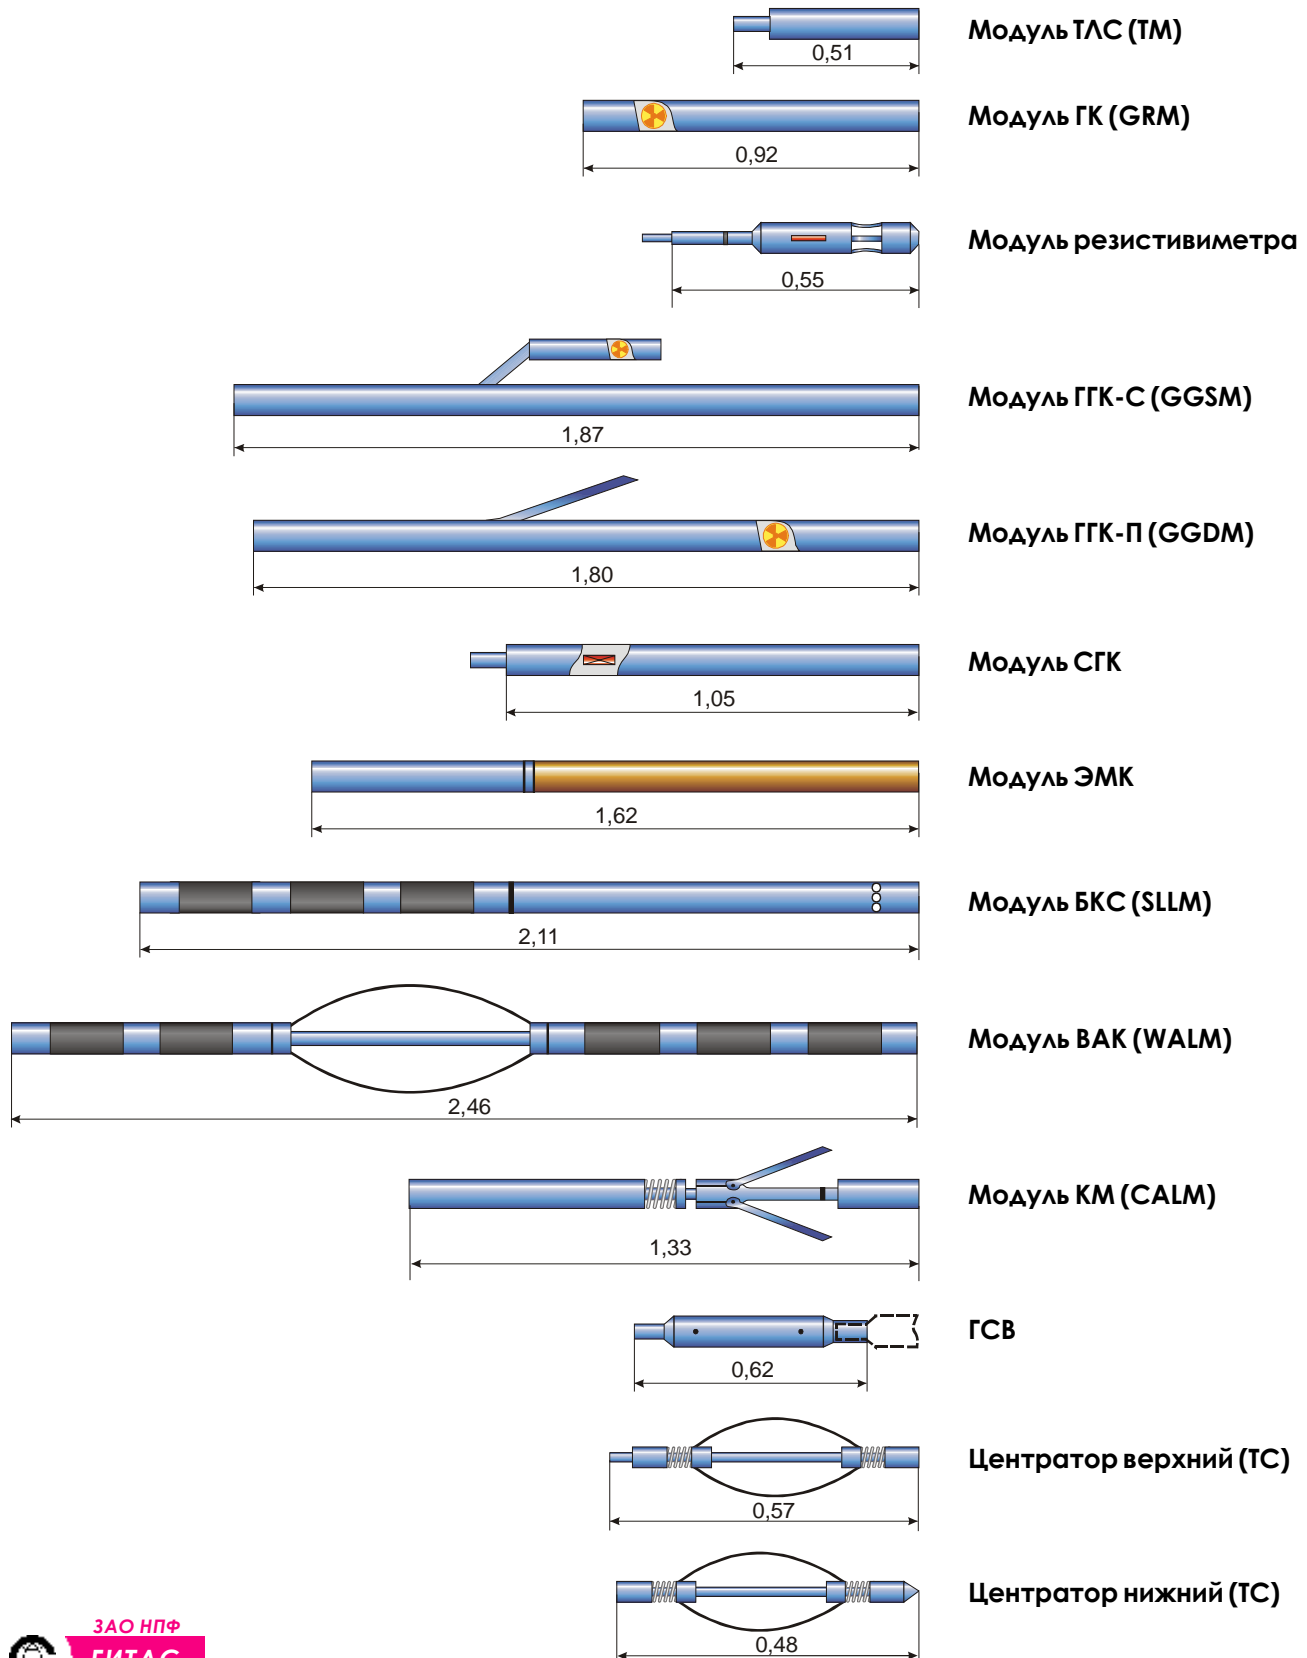 Модуль ТЛС (TM)
0,51
Модуль ГК (GRM)
0,92
Модуль резистивиметра
0,55
Модуль ГГК-С (GGSM)
1,87
Модуль ГГК-П (GGDM)
1,80
Модуль СГК
1,05
Модуль ЭМК
1,62
Модуль БКС (SLLM)
2,11
Модуль ВАК (WALM)
2,46
Модуль КМ (CALM)
1,33
ГСВ
0,62
Центратор верхний (ТС)
0,57
Центратор нижний (ТС)
0,48
ЗАО НПФ